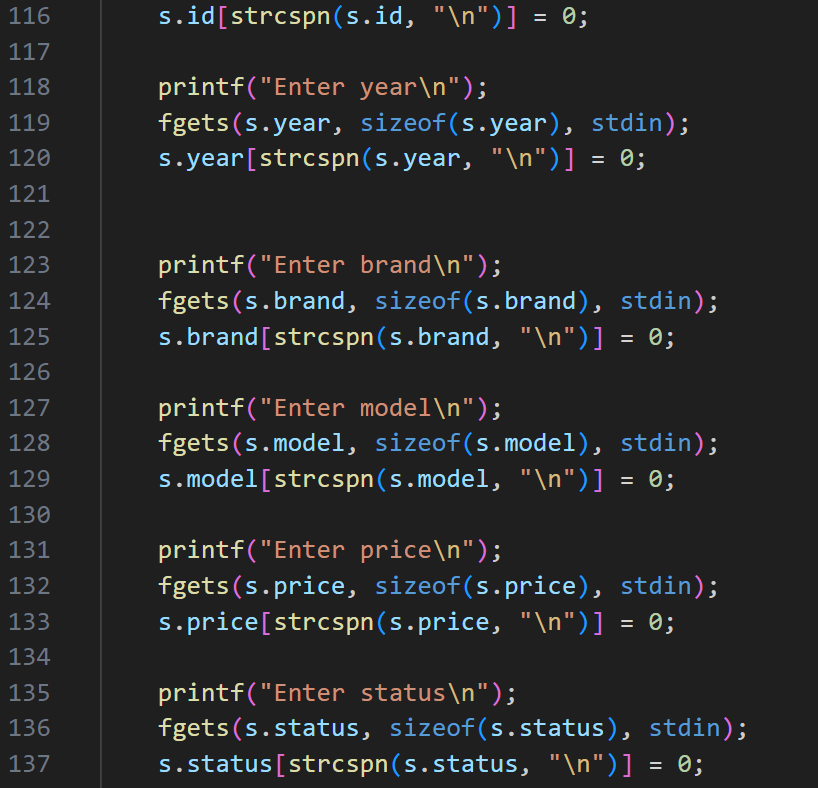 116 s.id[strcspn(s.id, "\n")] = 0;
117
118 printf("Enter year\n");
119 fgets(s.year, sizeof(s.year), stdin);
120 s.year[strcspn(s.year, "\n")] = 0;
121
122
123 printf("Enter brand\n");
124 fgets(s.brand, sizeof(s.brand), stdin);
125 s.brand[strcspn(s.brand, "\n")] = 0;
126
127 printf("Enter model\n");
128 fgets(s.model, sizeof(s.model), stdin);
129 s.model[strcspn(s.model, "\n")] = 0;
130
131 printf("Enter price\n");
132 fgets(s.price, sizeof(s.price), stdin);
133 s.price[strcspn(s.price, "\n")] = 0;
134
135 printf("Enter status\n");
136 fgets(s.status, sizeof(s.status), stdin);
137 s.status[strcspn(s.status, "\n")] = 0;